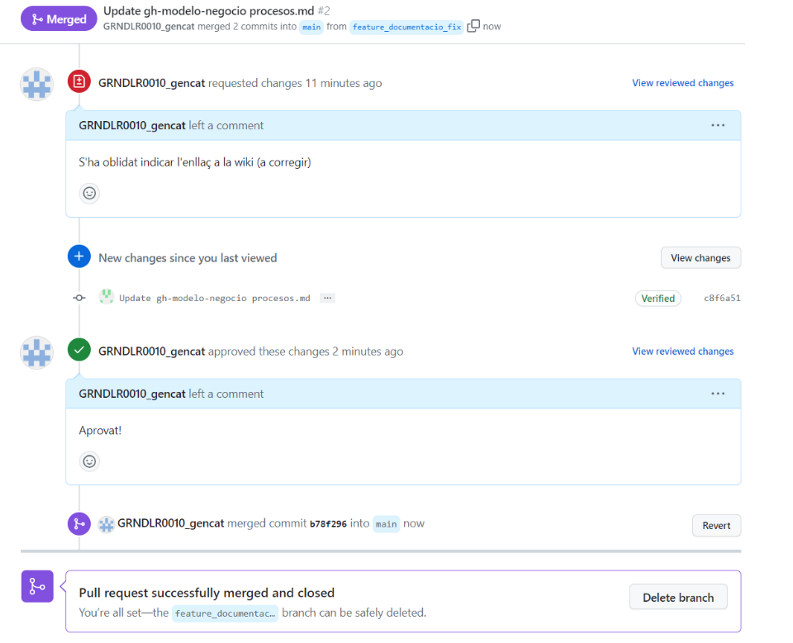 Merged
Update gh-modelo-negocio procesos.md #2
GRNDLR0010_gencat merged 2 commits into main from feature_documentacio_fix now
GRNDLR0010_gencat requested changes 11 minutes ago
View reviewed changes
GRNDLR0010_gencat left a comment
S'ha oblidat indicar l'enllaç a la wiki (a corregir)
New changes since you last viewed
View changes
Update gh-modelo-negocio procesos.md ...
Verified
c8f6a51
GRNDLR0010_gencat approved these changes 2 minutes ago
View reviewed changes
GRNDLR0010_gencat left a comment
Aprovat!
GRNDLR0010_gencat merged commit b78f296 into main now
Revert
Pull request successfully merged and closed
You're all set—the feature_documentac… branch can be safely deleted.
Delete branch